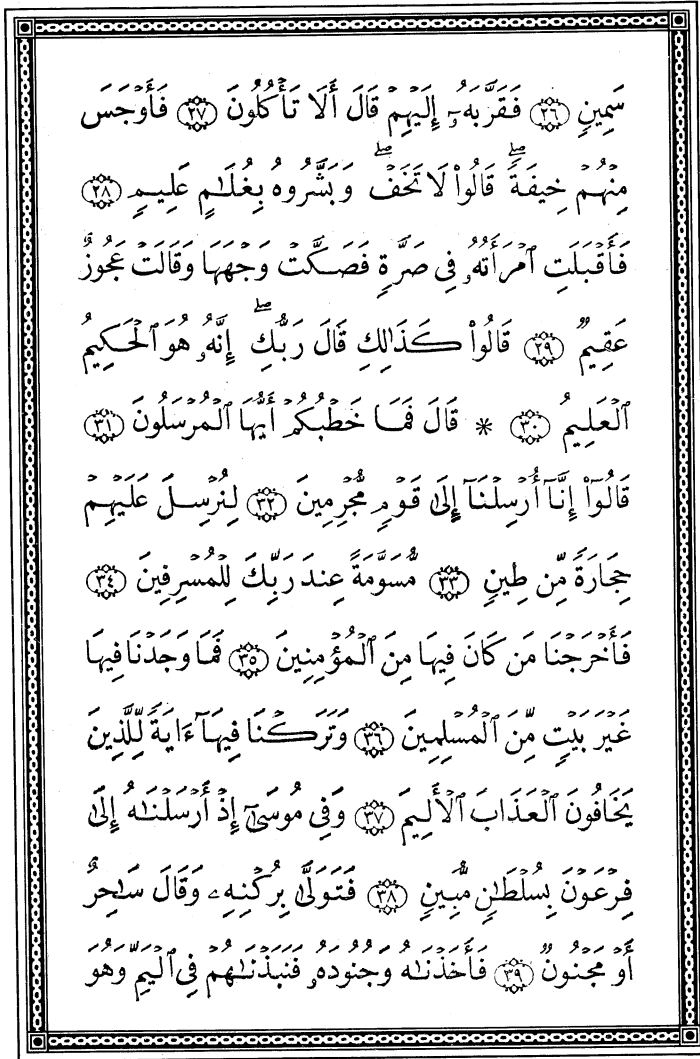 سَمِينٍ ٢٦ فَقَرَّبَهُۥٓ إِلَيْهِمْ قَالَ أَلَا تَأْكُلُونَ ٢٧ فَأَوْجَسَ
مِنْهُمْ خِيفَةً ۖ قَالُوا۟ لَا تَخَفْ ۖ وَبَشَّرُوهُ بِغُلَـٰمٍ عَلِيمٍ ٢٨
فَأَقْبَلَتِ ٱمْرَأَتُهُۥ فِى صَرَّةٍ فَصَكَّتْ وَجْهَهَا وَقَالَتْ عَجُوزٌ
عَقِيمٌ ٢٩ قَالُوا۟ كَذَٰلِكِ قَالَ رَبُّكِ ۖ إِنَّهُۥ هُوَ ٱلْحَكِيمُ
ٱلْعَلِيمُ ٣٠ * قَالَ فَمَا خَطْبُكُمْ أَيُّهَا ٱلْمُرْسَلُونَ ٣١
قَالُوٓا۟ إِنَّآ أُرْسِلْنَآ إِلَىٰ قَوْمٍ مُّجْرِمِينَ ٣٢ لِنُرْسِلَ عَلَيْهِمْ
حِجَارَةً مِّن طِينٍ ٣٣ مُّسَوَّمَةً عِندَ رَبِّكَ لِلْمُسْرِفِينَ ٣٤
فَأَخْرَجْنَا مَن كَانَ فِيهَا مِنَ ٱلْمُؤْمِنِينَ ٣٥ فَمَا وَجَدْنَا فِيهَا
غَيْرَ بَيْتٍ مِّنَ ٱلْمُسْلِمِينَ ٣٦ وَتَرَكْنَا فِيهَآ ءَايَةً لِّلَّذِينَ
يَخَافُونَ ٱلْعَذَابَ ٱلْأَلِيمَ ٣٧ وَفِى مُوسَىٰٓ إِذْ أَرْسَلْنَـٰهُ إِلَىٰ
فِرْعَوْنَ بِسُلْطَـٰنٍ مُّبِينٍ ٣٨ فَتَوَلَّىٰ بِرُكْنِهِۦ وَقَالَ سَـٰحِرٌ
أَوْ مَجْنُونٌ ٣٩ فَأَخَذْنَـٰهُ وَجُنُودَهُۥ فَنَبَذْنَـٰهُمْ فِى ٱلْيَمِّ وَهُوَ